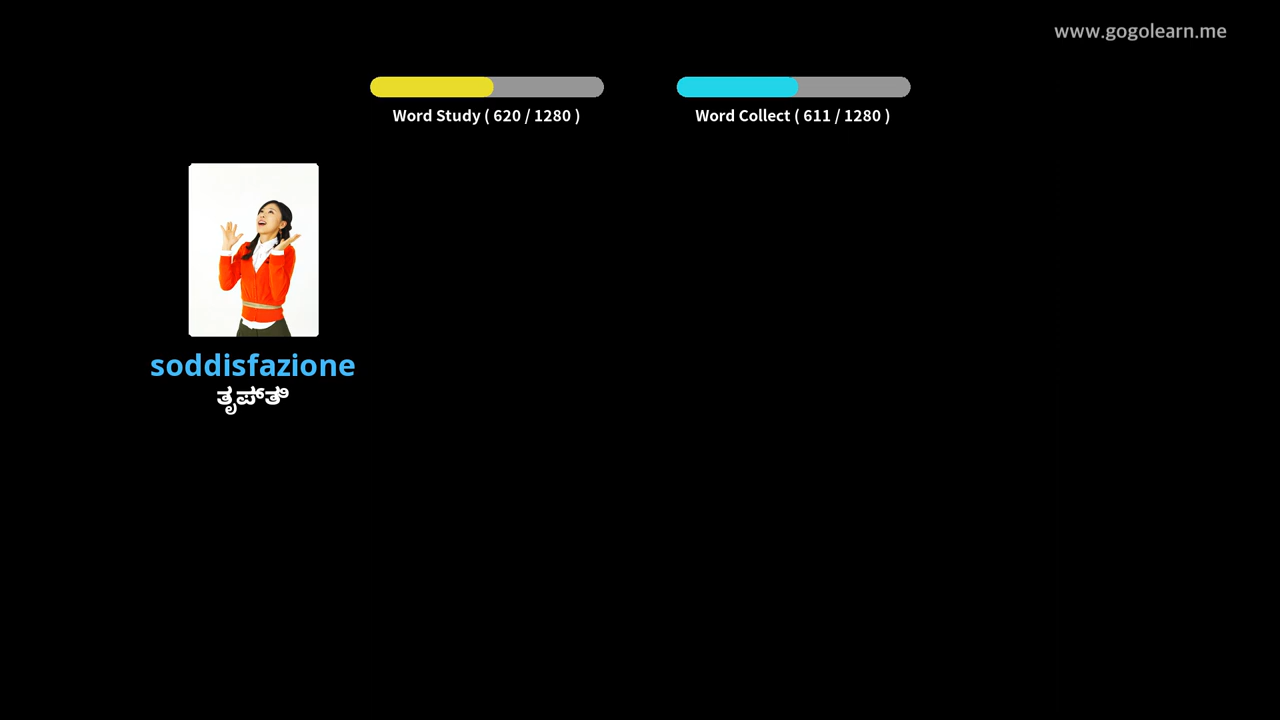 www.gogolearn.me
Word Study ( 620 / 1280 )
Word Collect ( 611 / 1280 )
soddisfazione
ತೃಪ್ತಿ